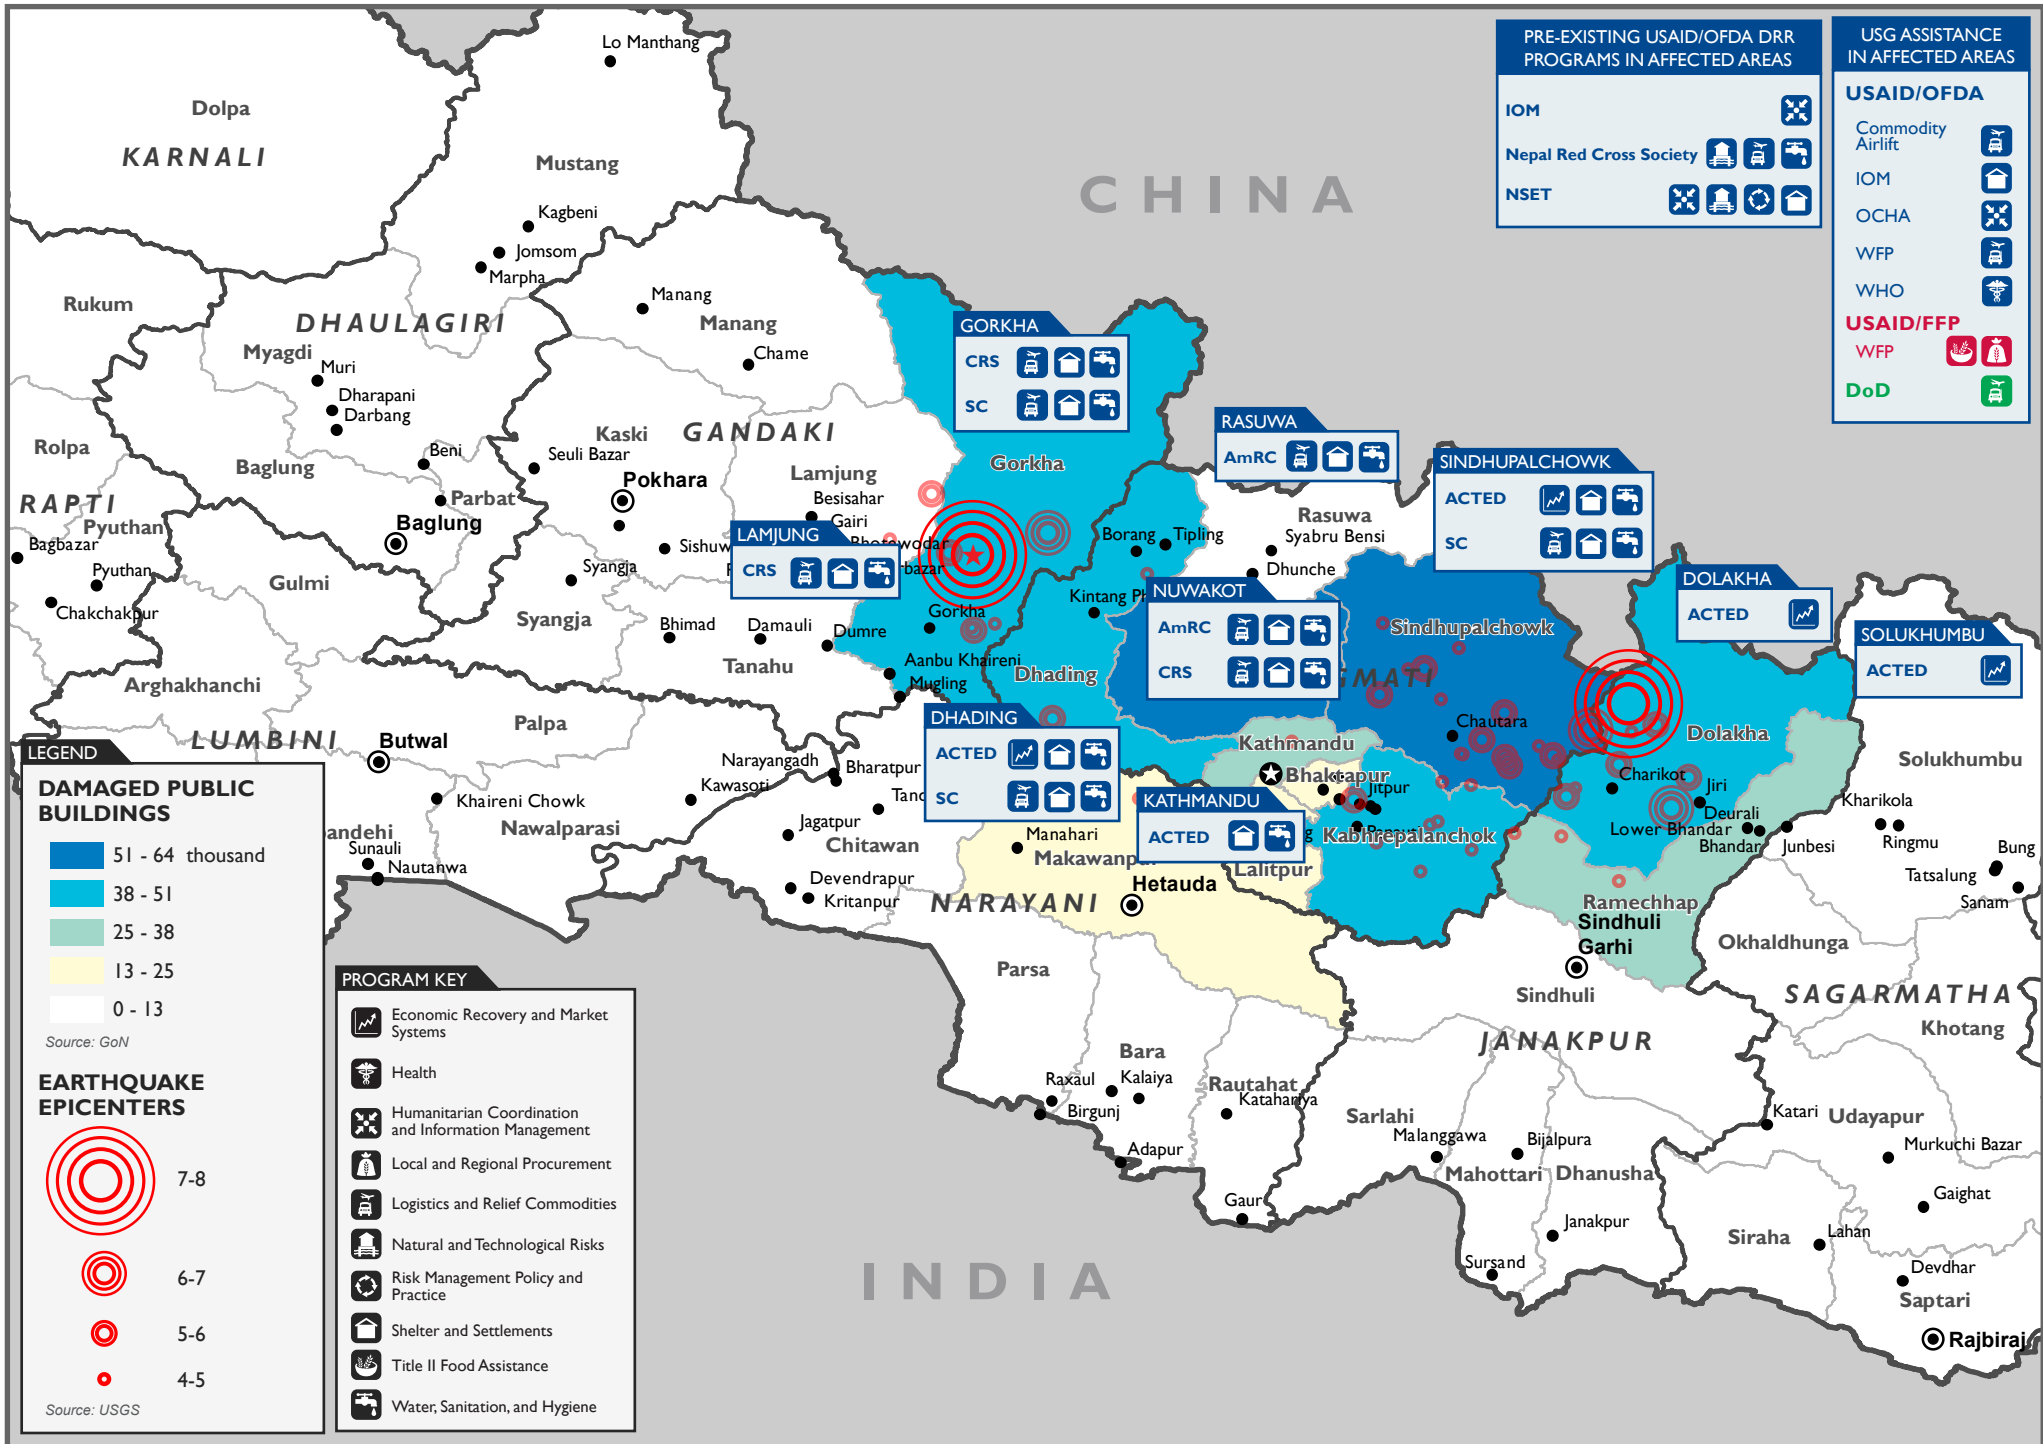 PRE-EXISTING USAID/OFDA DRR
PROGRAMS IN AFFECTED AREAS
IOM
Nepal Red Cross Society
NSET
USG ASSISTANCE
IN AFFECTED AREAS
USAID/OFDA
Commodity
Airlift
IOM
OCHA
WFP
WHO
USAID/FFP
WFP
DoD
CHINA
INDIA
Lo Manthang
Dolpa
KARNALI
Mustang
Kagbeni
Jomsom
Marpha
Rukum
DHAULAGIRI
Myagdi
Muri
Dharapani
Darbang
Manang
Manang
Chame
Rolpa
Baglung
Beni
Kaski
Seuli Bazar
GANDAKI
Lamjung
Pokhara
Parbat
Baglung
RAPTI
Pyuthan
Bagbazar
Pyuthan
Chakchakpur
Gulmi
Syangja
Syangja
Besisahar
Gairi
Gorkha
GORKHA
CRS
SC
LAMJUNG
CRS
Gorkha
Bhimad
Damauli
Dumre
Tanahu
Aanbu Khaireni
Mugling
Arghakhanchi
Palpa
LUMBINI
Butwal
Narayangadh
Bharatpur
Kawasoti
Khaireni Chowk
Nawalparasi
Sunauli
Nautanwa
Jagatpur
Chitawan
Devendrapur
Kritanpur
RASUWA
AmRC
Rasuwa
Syabru Bensi
Dhunche
Borang
Tipling
Kintang
Dhading
NUWAKOT
AmRC
CRS
SINDHUPALCHOWK
ACTED
SC
Sindhupalchowk
Chautara
DOLAKHA
ACTED
SOLUKHUMBU
ACTED
Dolakha
Charikot
Jiri
Deurali
Lower Bhandar
Bhandar
Junbesi
Solukhumbu
Kharikola
Ringmu
Bung
Tatsalung
Sanam
DHADING
ACTED
SC
Kathmandu
Bhaktapur
Jitpur
KATHMANDU
ACTED
Kabhrepalanchok
Lalitpur
Manahari
Makawanpur
Hetauda
NARAYANI
Ramechhap
Sindhuli
Garhi
Sindhuli
Okhaldhunga
SAGARMATHA
Khotang
JANAKPUR
Parsa
Bara
Raxaul
Kalaiya
Birgunj
Adapur
Rautahat
Katahariya
Gaur
Sarlahi
Malanggawa
Bijalpura
Mahottari
Dhanusha
Janakpur
Sursand
Katari
Udayapur
Murkuchi Bazar
Gaighat
Siraha
Lahan
Devdhar
Saptari
Rajbiraj
LEGEND
DAMAGED PUBLIC
BUILDINGS
51 - 64 thousand
38 - 51
25 - 38
13 - 25
0 - 13
Source: GoN
EARTHQUAKE
EPICENTERS
7-8
6-7
5-6
4-5
Source: USGS
PROGRAM KEY
Economic Recovery and Market
Systems
Health
Humanitarian Coordination
and Information Management
Local and Regional Procurement
Logistics and Relief Commodities
Natural and Technological Risks
Risk Management Policy and
Practice
Shelter and Settlements
Title II Food Assistance
Water, Sanitation, and Hygiene